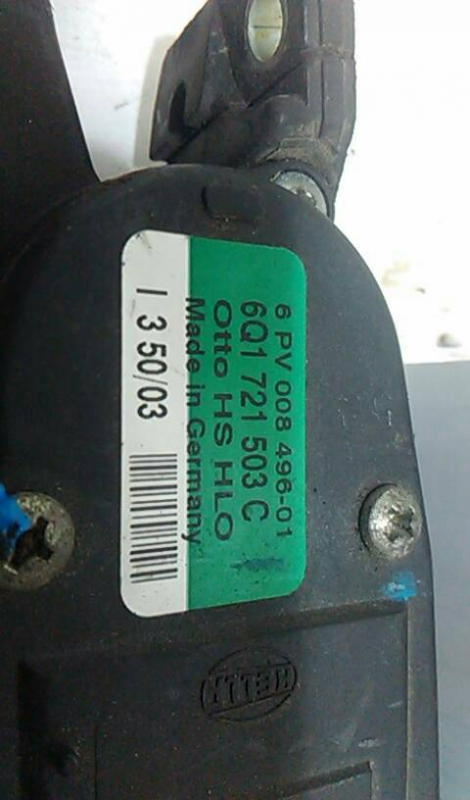 6 PV 008 496-01
6Q1 721 503 C
Otto HS HLO
Made in Germany
I 3 50/03
HELLA